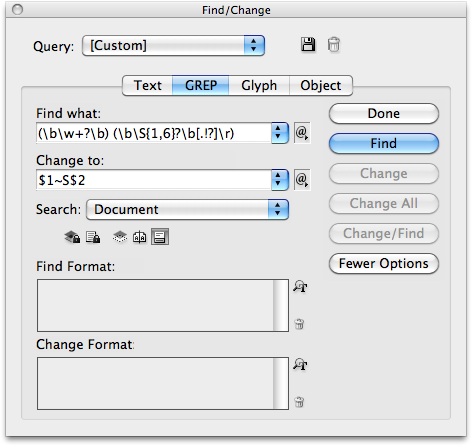 Find/Change
Query: [Custom]
Text GREP Glyph Object
Find what:
(\b\w+?\b) (\b\S{1,6}?\b[.!?]\r)
@
Done
Find
Change to:
$1~S$2
@
Change
Search: Document
Change All
Change/Find
Find Format:
Fewer Options
Change Format: